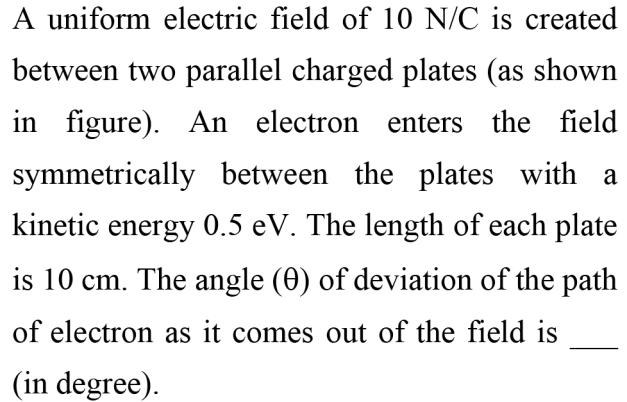 A uniform electric field of 10 N/C is created
between two parallel charged plates (as shown
in figure). An electron enters the field
symmetrically between the plates with a
kinetic energy 0.5 eV. The length of each plate
is 10 cm. The angle (θ) of deviation of the path
of electron as it comes out of the field is ___
(in degree).